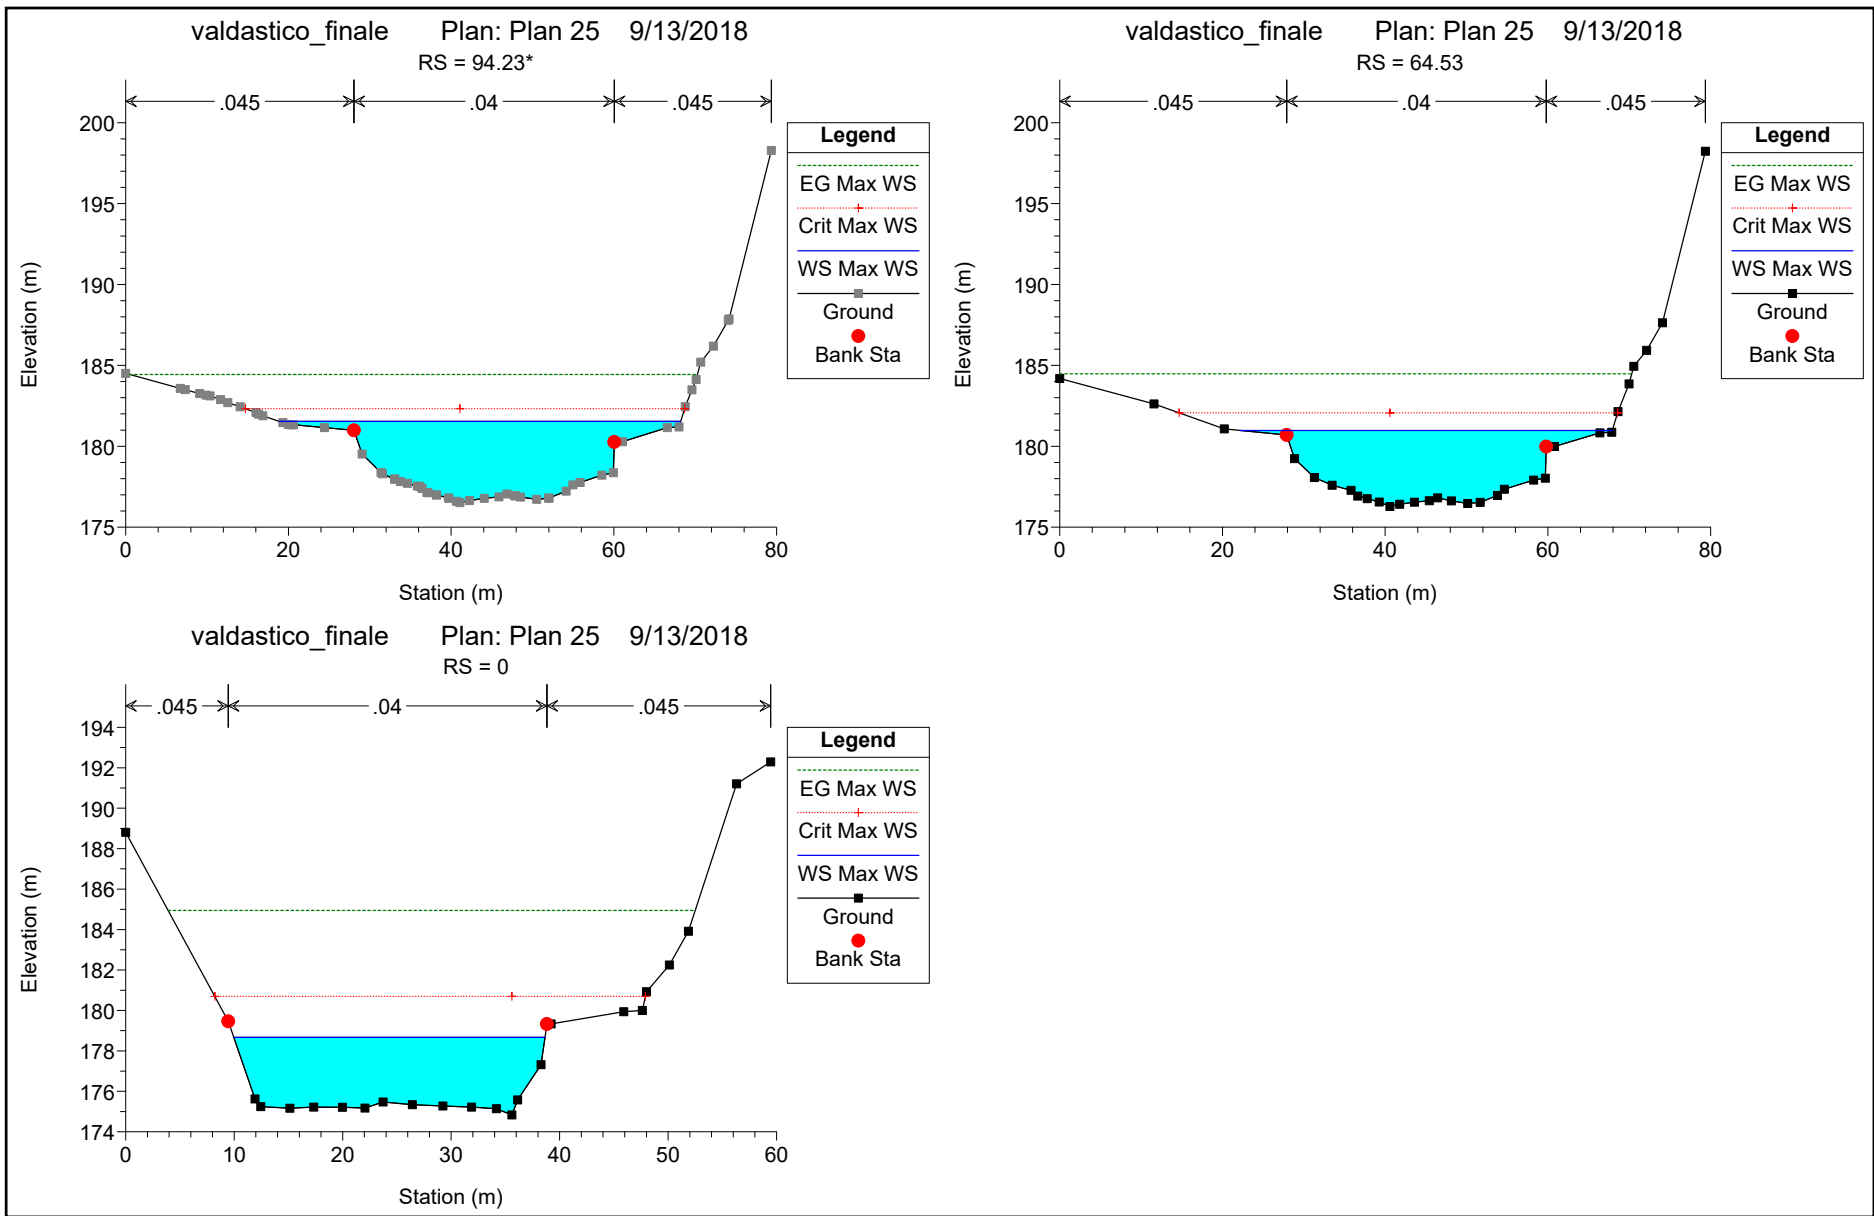 valdastico_finale Plan: Plan 25 9/13/2018
RS = 94.23*
.045 .04 .045
200
195
190
185
180
175
Elevation (m)
0 20 40 60 80
Station (m)
Legend
EG Max WS
Crit Max WS
WS Max WS
Ground
Bank Sta
valdastico_finale Plan: Plan 25 9/13/2018
RS = 64.53
.045 .04 .045
200
195
190
185
180
175
Elevation (m)
0 20 40 60 80
Station (m)
Legend
EG Max WS
Crit Max WS
WS Max WS
Ground
Bank Sta
valdastico_finale Plan: Plan 25 9/13/2018
RS = 0
.045 .04 .045
194
192
190
188
186
184
182
180
178
176
174
Elevation (m)
0 10 20 30 40 50 60
Station (m)
Legend
EG Max WS
Crit Max WS
WS Max WS
Ground
Bank Sta